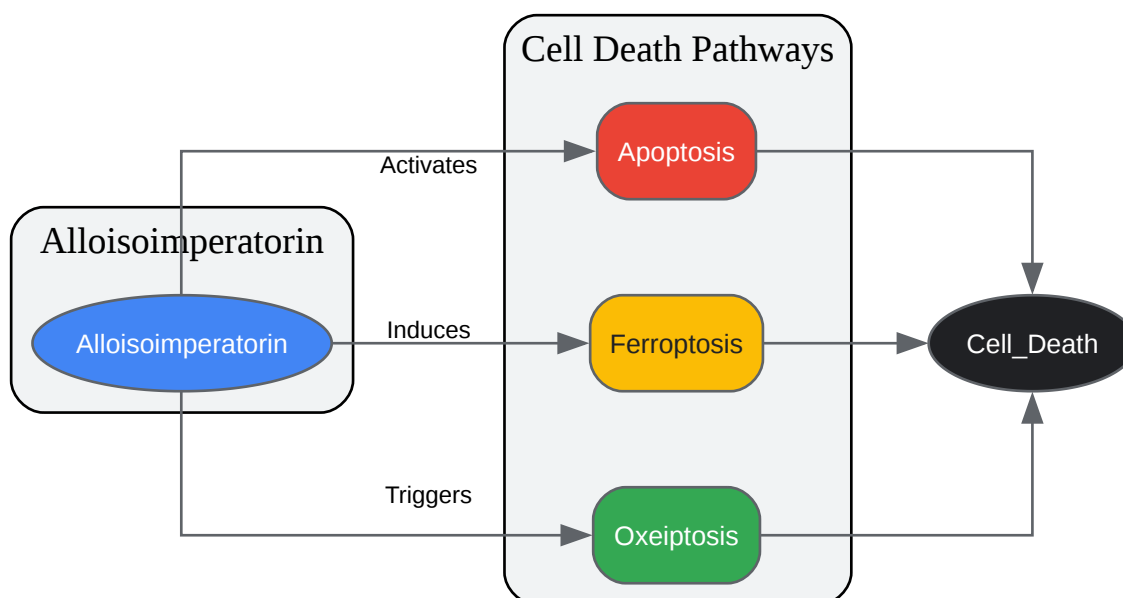 Cell Death Pathways
Apoptosis
Activates
Alloisoimperatorin
Alloisoimperatorin
Induces
Ferroptosis
Cell_Death
Triggers
Oxeiptosis